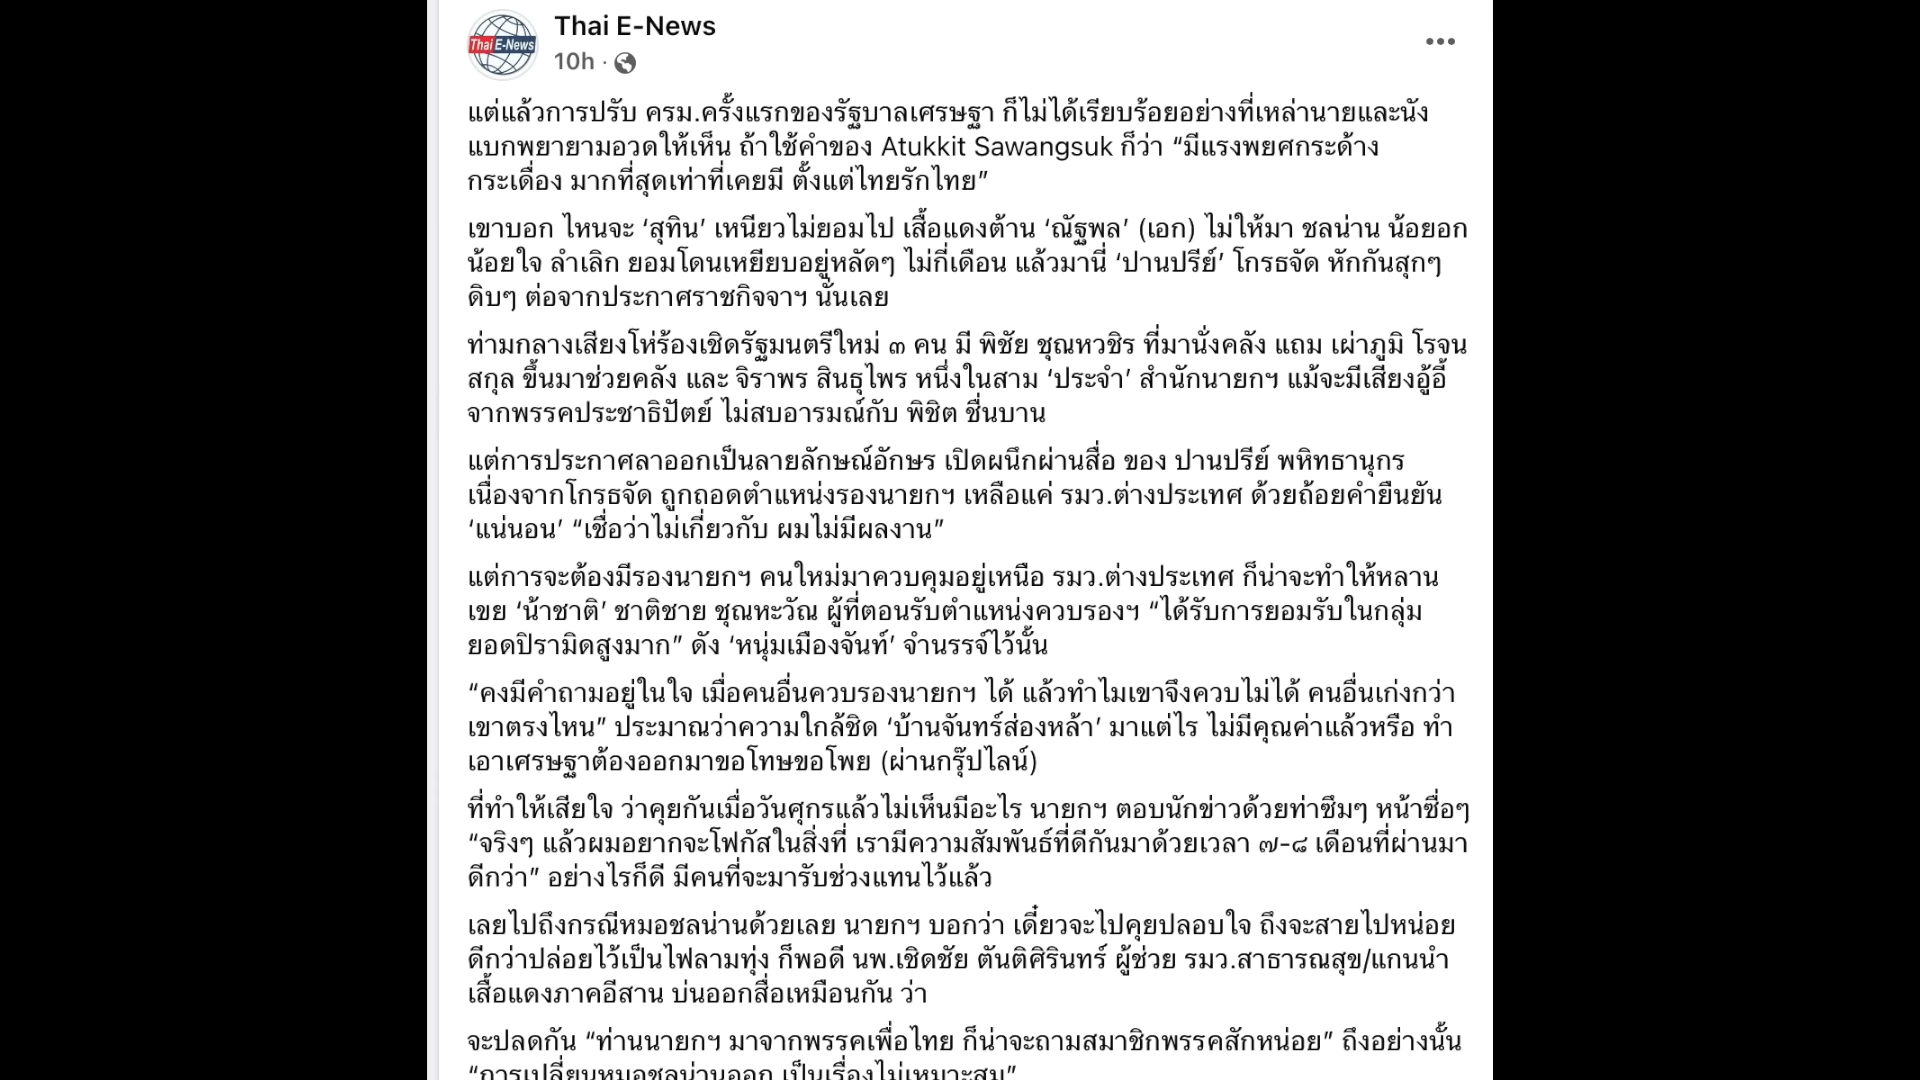 Thai E-News
Thai E-News
10h ·
แต่แล้วการปรับ ครม.ครั้งแรกของรัฐบาลเศรษฐา ก็ไม่ได้เรียบร้อยอย่างที่เหล่านายและนัง
แบกพยายามอวดให้เห็น ถ้าใช้คำของ Atukkit Sawangsuk ก็ว่า “มีแรงพยศกระด้าง
กระเดื่อง มากที่สุดเท่าที่เคยมี ตั้งแต่ไทยรักไทย”
เขาบอก ไหนจะ ‘สุทิน’ เหนียวไม่ยอมไป เสื้อแดงต้าน ‘ณัฐพล’ (เอก) ไม่ให้มา ชลน่าน น้อยอก
น้อยใจ ลำเลิก ยอมโดนเหยียบอยู่หลัดๆ ไม่กี่เดือน แล้วมานี่ ‘ปานปรีย์’ โกรธจัด หักกันสุกๆ
ดิบๆ ต่อจากประกาศราชกิจจาฯ นั่นเลย
ท่ามกลางเสียงโห่ร้องเชิดรัฐมนตรีใหม่ ๓ คน มี พิชัย ชุณหวชิร ที่มานั่งคลัง แถม เผ่าภูมิ โรจน
สกุล ขึ้นมาช่วยคลัง และ จิราพร สินธุไพร หนึ่งในสาม ‘ประจำ’ สำนักนายกฯ แม้จะมีเสียงอู้อี้
จากพรรคประชาธิปัตย์ ไม่สบอารมณ์กับ พิชิต ชื่นบาน
แต่การประกาศลาออกเป็นลายลักษณ์อักษร เปิดผนึกผ่านสื่อ ของ ปานปรีย์ พหิทธานุกร
เนื่องจากโกรธจัด ถูกถอดตำแหน่งรองนายกฯ เหลือแค่ รมว.ต่างประเทศ ด้วยถ้อยคำยืนยัน
‘แน่นอน’ “เชื่อว่าไม่เกี่ยวกับ ผมไม่มีผลงาน”
แต่การจะต้องมีรองนายกฯ คนใหม่มาควบคุมอยู่เหนือ รมว.ต่างประเทศ ก็น่าจะทำให้หลาน
เขย ‘น้าชาติ’ ชาติชาย ชุณหะวัณ ผู้ที่ตอนรับตำแหน่งควบรองฯ “ได้รับการยอมรับในกลุ่ม
ยอดปิรามิดสูงมาก” ดัง ‘หนุ่มเมืองจันท์’ จำนรรจ์ไว้นั้น
“คงมีคำถามอยู่ในใจ เมื่อคนอื่นควบรองนายกฯ ได้ แล้วทำไมเขาจึงควบไม่ได้ คนอื่นเก่งกว่า
เขาตรงไหน” ประมาณว่าความใกล้ชิด ‘บ้านจันทร์ส่องหล้า’ มาแต่ไร ไม่มีคุณค่าแล้วหรือ ทำ
เอาเศรษฐาต้องออกมาขอโทษขอโพย (ผ่านกรุ๊ปไลน์)
ที่ทำให้เสียใจ ว่าคุยกันเมื่อวันศุกรแล้วไม่เห็นมีอะไร นายกฯ ตอบนักข่าวด้วยท่าซึมๆ หน้าซื่อๆ
“จริงๆ แล้วผมอยากจะโฟกัสในสิ่งที่ เรามีความสัมพันธ์ที่ดีกันมาด้วยเวลา ๗-๘ เดือนที่ผ่านมา
ดีกว่า” อย่างไรก็ดี มีคนที่จะมารับช่วงแทนไว้แล้ว
เลยไปถึงกรณีหมอชลน่านด้วยเลย นายกฯ บอกว่า เดี๋ยวจะไปคุยปลอบใจ ถึงจะสายไปหน่อย
ดีกว่าปล่อยไว้เป็นไฟลามทุ่ง ก็พอดี นพ.เชิดชัย ตันติศิรินทร์ ผู้ช่วย รมว.สาธารณสุข/แกนนำ
เสื้อแดงภาคอีสาน บ่นออกสื่อเหมือนกัน ว่า
จะปลดกัน “ท่านนายกฯ มาจากพรรคเพื่อไทย ก็น่าจะถามสมาชิกพรรคสักหน่อย” ถึงอย่างนั้น
“การเปลี่ยนหมอชลน่านออก เป็นเรื่องไม่เหมาะสม”